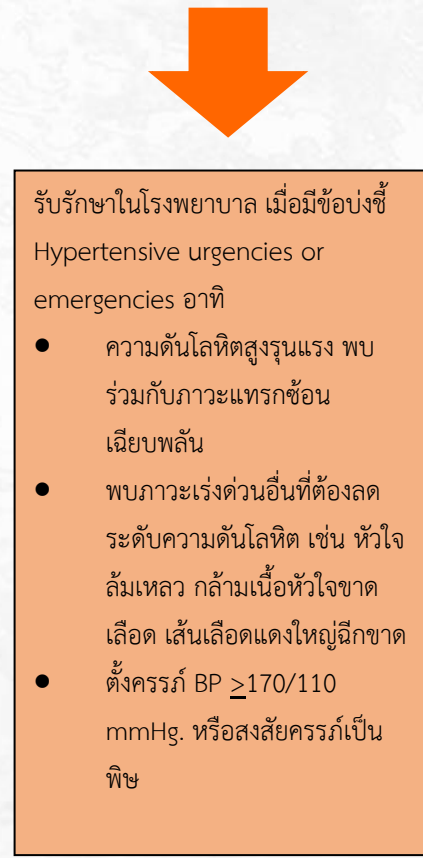 รับรักษาในโรงพยาบาล เมื่อมีข้อบ่งชี้
Hypertensive urgencies or
emergencies อาทิ
● ความดันโลหิตสูงรุนแรง พบ
ร่วมกับภาวะแทรกซ้อน
เฉียบพลัน
● พบภาวะเร่งด่วนอื่นที่ต้องลด
ระดับความดันโลหิต เช่น หัวใจ
ล้มเหลว กล้ามเนื้อหัวใจขาด
เลือด เส้นเลือดแดงใหญ่ฉีกขาด
● ตั้งครรภ์ BP >170/110
mmHg. หรือสงสัยครรภ์เป็น
พิษ